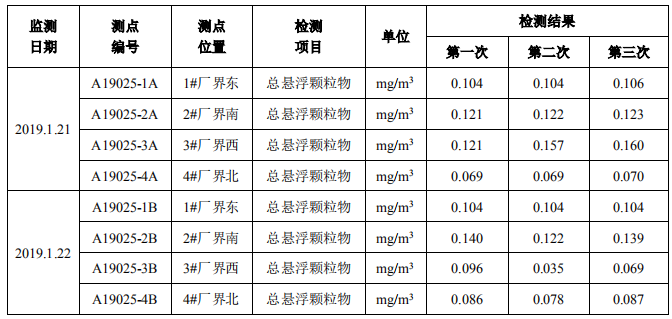 监测日期 测点编号 测点位置 检测项目 单位 检测结果
第一次 第二次 第三次
2019.1.21 A19025-1A 1#厂界东 总悬浮颗粒物 mg/m³ 0.104 0.104 0.106
A19025-2A 2#厂界南 总悬浮颗粒物 mg/m³ 0.121 0.122 0.123
A19025-3A 3#厂界西 总悬浮颗粒物 mg/m³ 0.121 0.157 0.160
A19025-4A 4#厂界北 总悬浮颗粒物 mg/m³ 0.069 0.069 0.070
2019.1.22 A19025-1B 1#厂界东 总悬浮颗粒物 mg/m³ 0.104 0.104 0.104
A19025-2B 2#厂界南 总悬浮颗粒物 mg/m³ 0.140 0.122 0.139
A19025-3B 3#厂界西 总悬浮颗粒物 mg/m³ 0.096 0.035 0.069
A19025-4B 4#厂界北 总悬浮颗粒物 mg/m³ 0.086 0.078 0.087